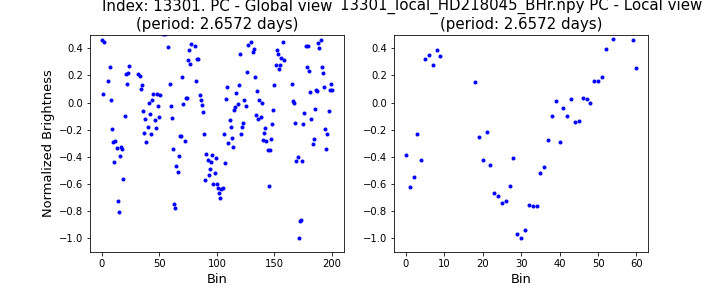 Index: 13301. PC - Global view
(period: 2.6572 days)
13301_local_HD218045_BHr.npy PC - Local view
(period: 2.6572 days)
Normalized Brightness
0.4
0.2
0.0
−0.2
−0.4
−0.6
−0.8
−1.0
0 50 100 150 200
Bin
0.4
0.2
0.0
−0.2
−0.4
−0.6
−0.8
−1.0
0 10 20 30 40 50 60
Bin